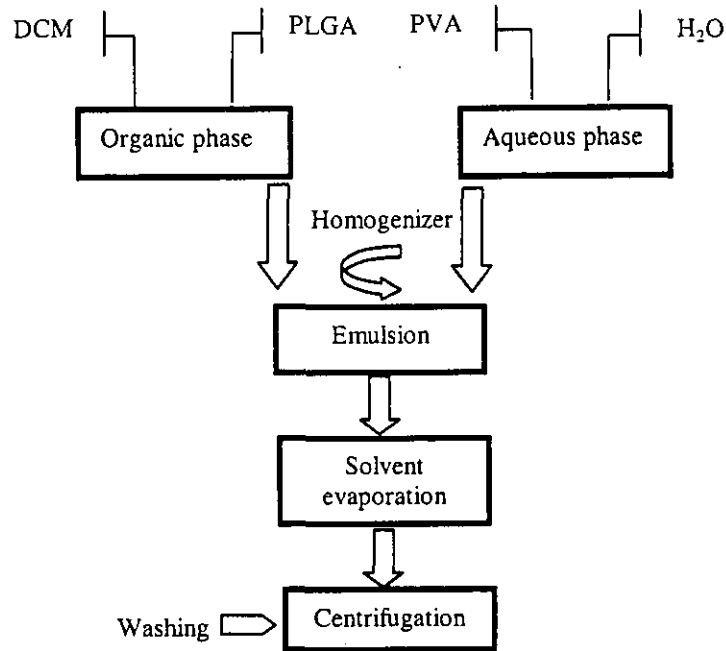 DCM
PLGA
PVA
H₂O
Organic phase
Aqueous phase
Homogenizer
Emulsion
Solvent
evaporation
Washing
Centrifugation